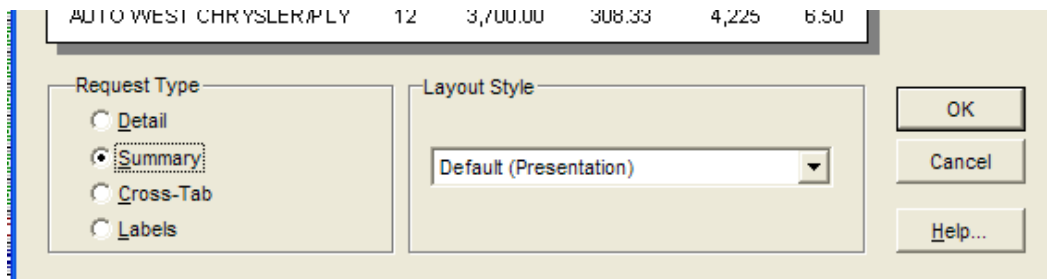 AUTO WEST CHRYSLER/PLY 12 3,700.00 308.33 4,225 6.50
Request Type
Detail
Summary
Cross-Tab
Labels
Layout Style
Default (Presentation)
OK
Cancel
Help...